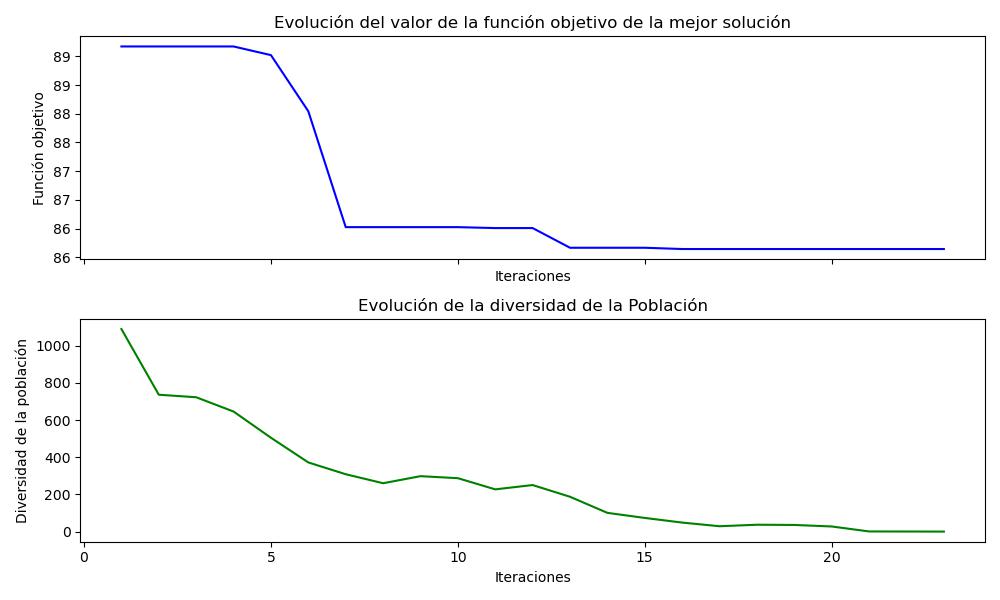 Evolución del valor de la función objetivo de la mejor solución
Función objetivo
89
89
88
88
87
87
86
86
Iteraciones
Evolución de la diversidad de la Población
Diversidad de la población
1000
800
600
400
200
0
0 5 10 15 20
Iteraciones